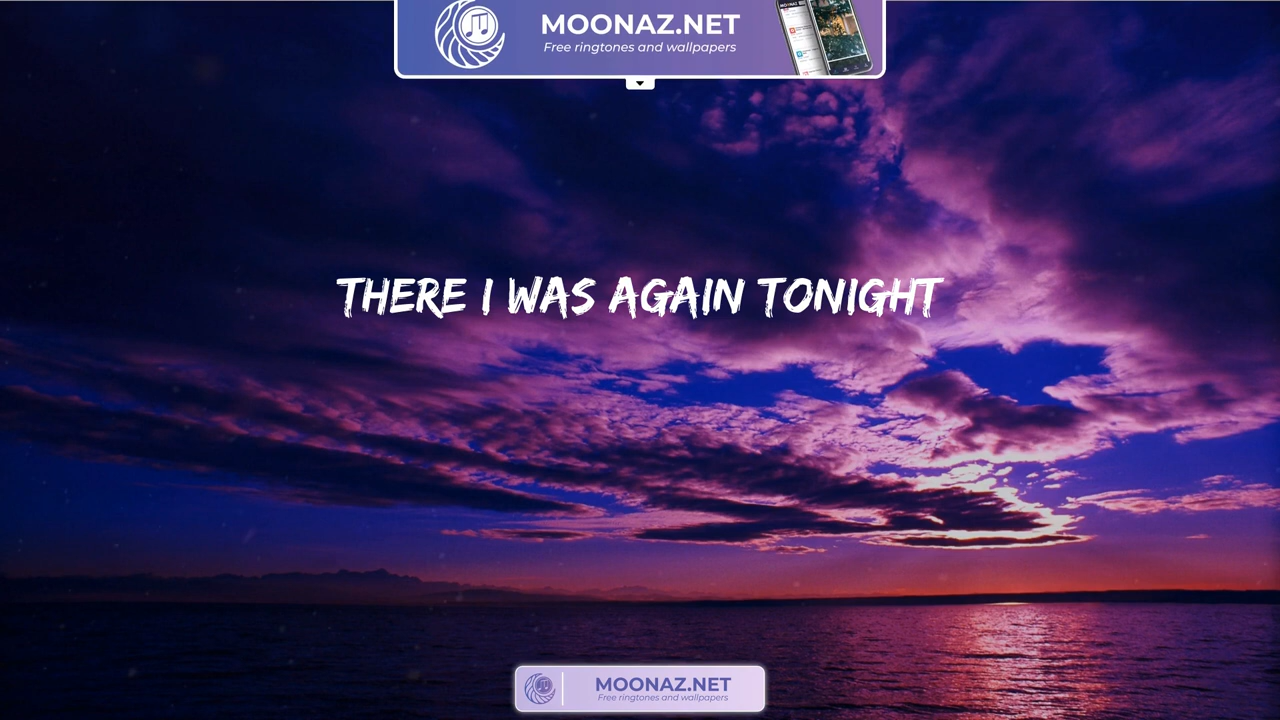 MOONAZ.NET
Free ringtones and wallpapers
THERE I WAS AGAIN TONIGHT
MOONAZ.NET
Free ringtones and wallpapers